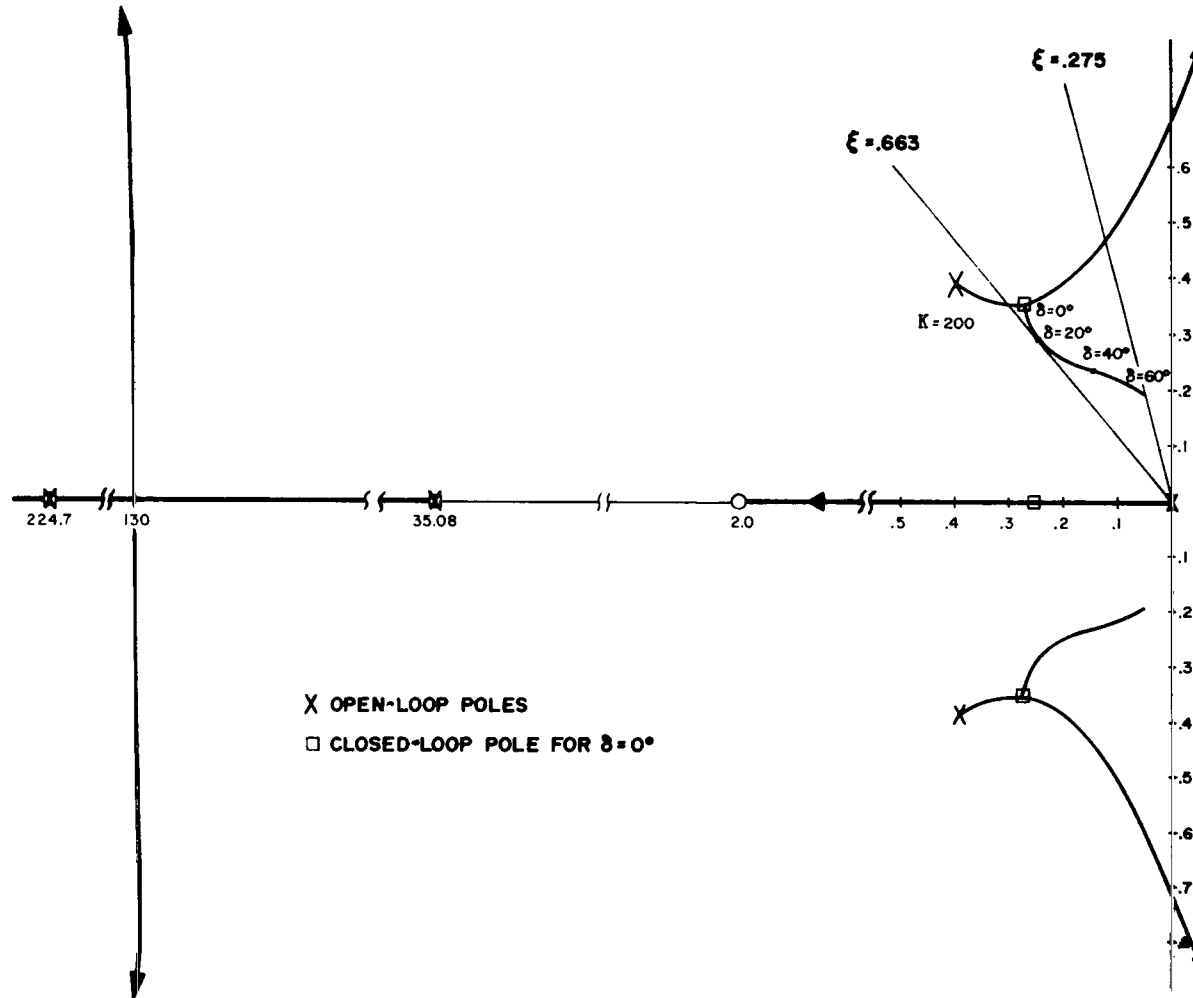 ξ=.275
ξ=.663
.6
.5
.4
.3
.2
.1
K=200
δ=0°
δ=20°
δ=40°
δ=60°
224.7 130 35.08 2.0 .5 .4 .3 .2 .1
.1
.2
.3
.4
.5
.6
.7
X OPEN-LOOP POLES
□ CLOSED-LOOP POLE FOR δ=0°